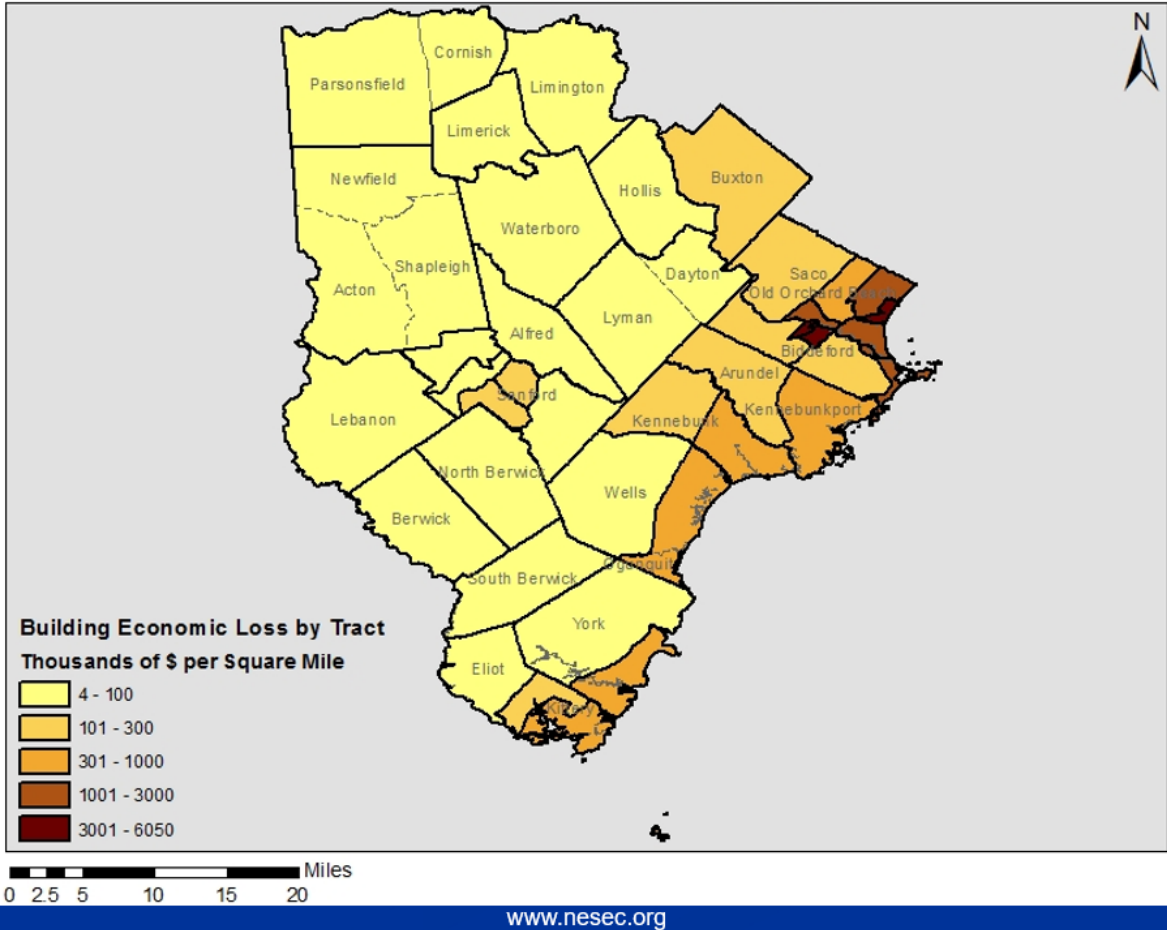 N
Cornish
Parsonsfield
Limington
Limerick
Newfield
Hollis
Buxton
Waterboro
Shapleigh
Dayton
Saco
Acton
Old Orchard Beach
Lyman
Alfred
Biddeford
Arundel
Sanford
Kennebunkport
Lebanon
Kennebunk
North Berwick
Wells
Berwick
Ogunquit
South Berwick
York
Eliot
Kittery
Building Economic Loss by Tract
Thousands of $ per Square Mile
4 - 100
101 - 300
301 - 1000
1001 - 3000
3001 - 6050
Miles
0 2.5 5 10 15 20
www.nesec.org